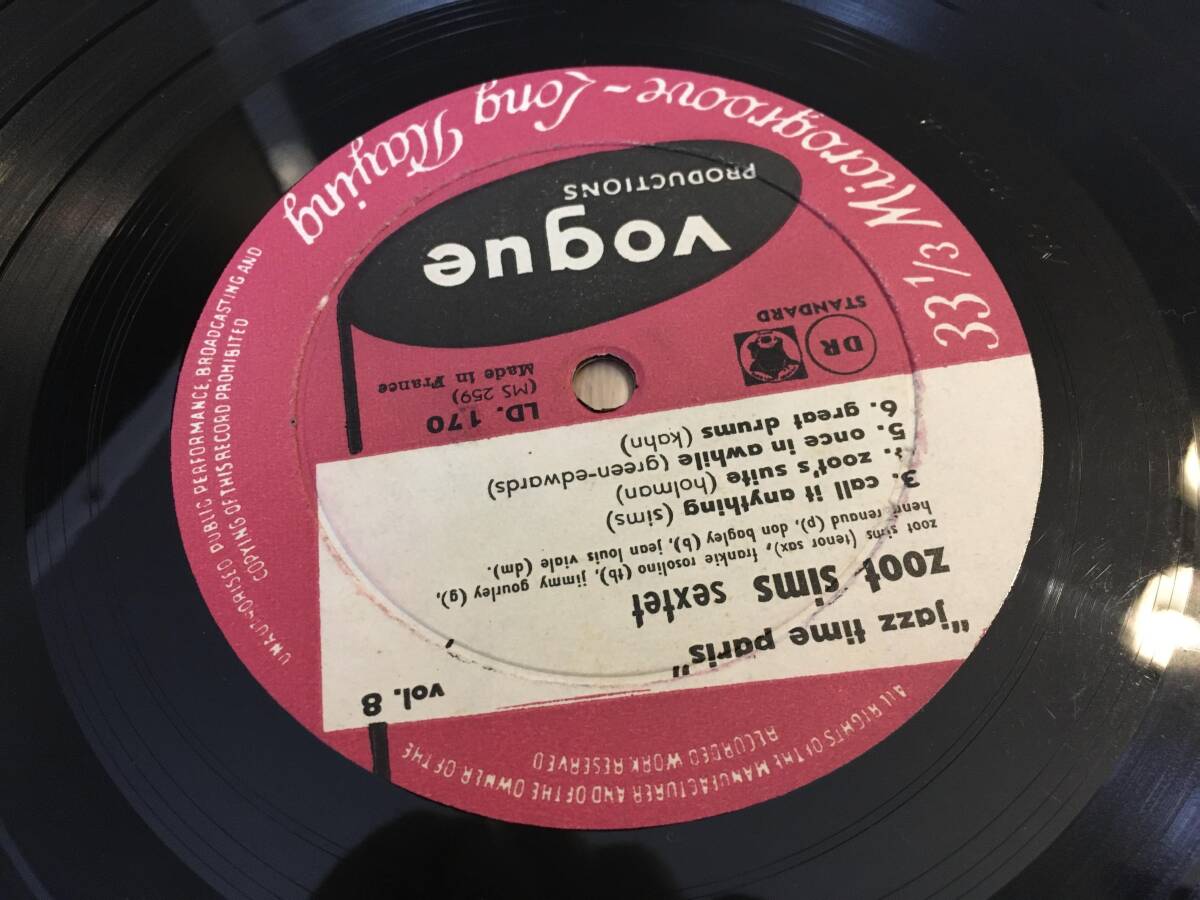 33 1/3 Microgroove - Long Playing
vogue
PRODUCTIONS
DR
STANDARD
LD. 170
(MS 259)
Made in France
"jazz time paris"
vol. 8
zoot sims sextet
zoot sims (tenor sax), frankie rosolino (tb), jimmy gourley (g),
henri renaud (p), don bagley (b), jean louis viale (dm).
3. call it anything (sims)
zoot's suite (holman)
5. once in awhile (green-edwards)
6. great drums (kahn)
UNAUTHORISED PUBLIC PERFORMANCE, BROADCASTING AND
COPYING OF THIS RECORD PROHIBITED
ALL RIGHTS OF THE MANUFACTURER AND OF THE OWNER OF THE
RECORDED WORK RESERVED